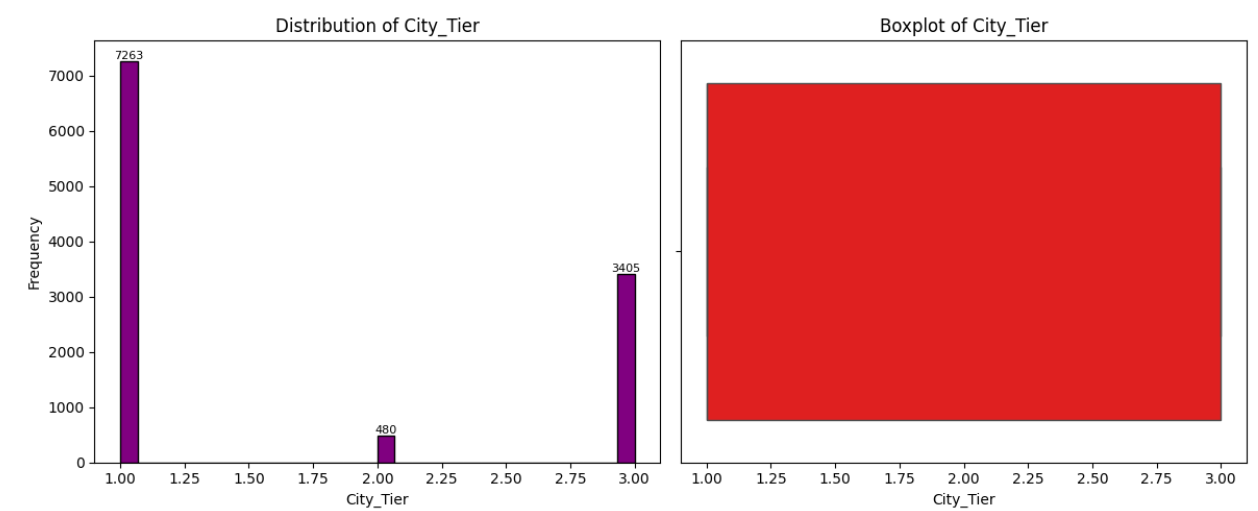 Distribution of City_Tier
7263
480
3405
7000
6000
5000
4000
3000
2000
1000
0
Frequency
1.00 1.25 1.50 1.75 2.00 2.25 2.50 2.75 3.00
City_Tier
Boxplot of City_Tier
1.00 1.25 1.50 1.75 2.00 2.25 2.50 2.75 3.00
City_Tier